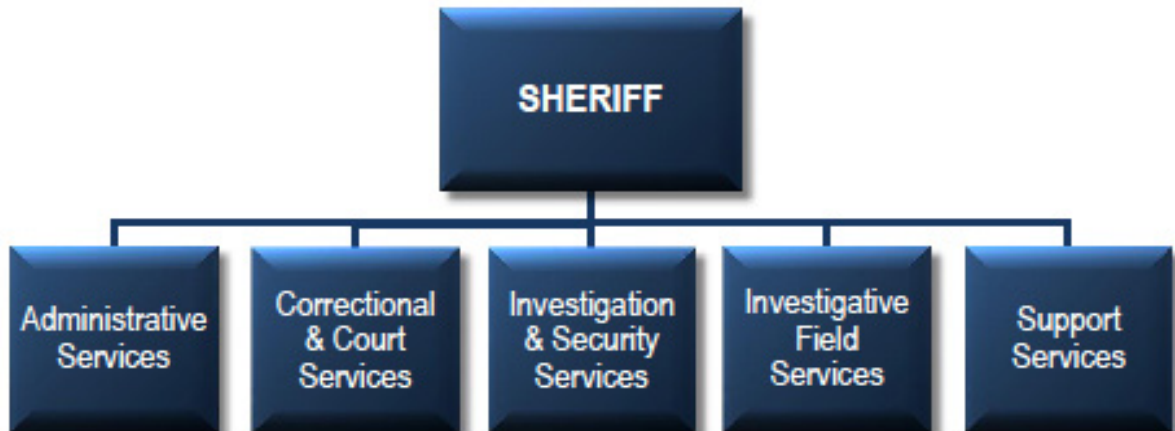 SHERIFF
Administrative
Services
Correctional
& Court
Services
Investigation
& Security
Services
Investigative
Field
Services
Support
Services